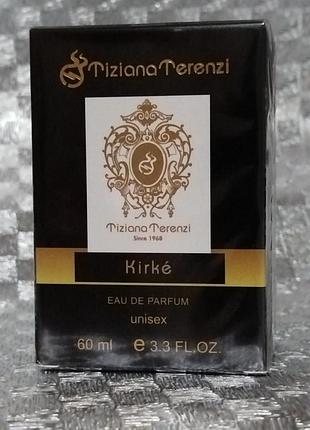 Tiziana Terenzi
Tiziana Terenzi
Since 1968
Kirké
EAU DE PARFUM
unisex
60 ml e 3.3 FL,OZ.